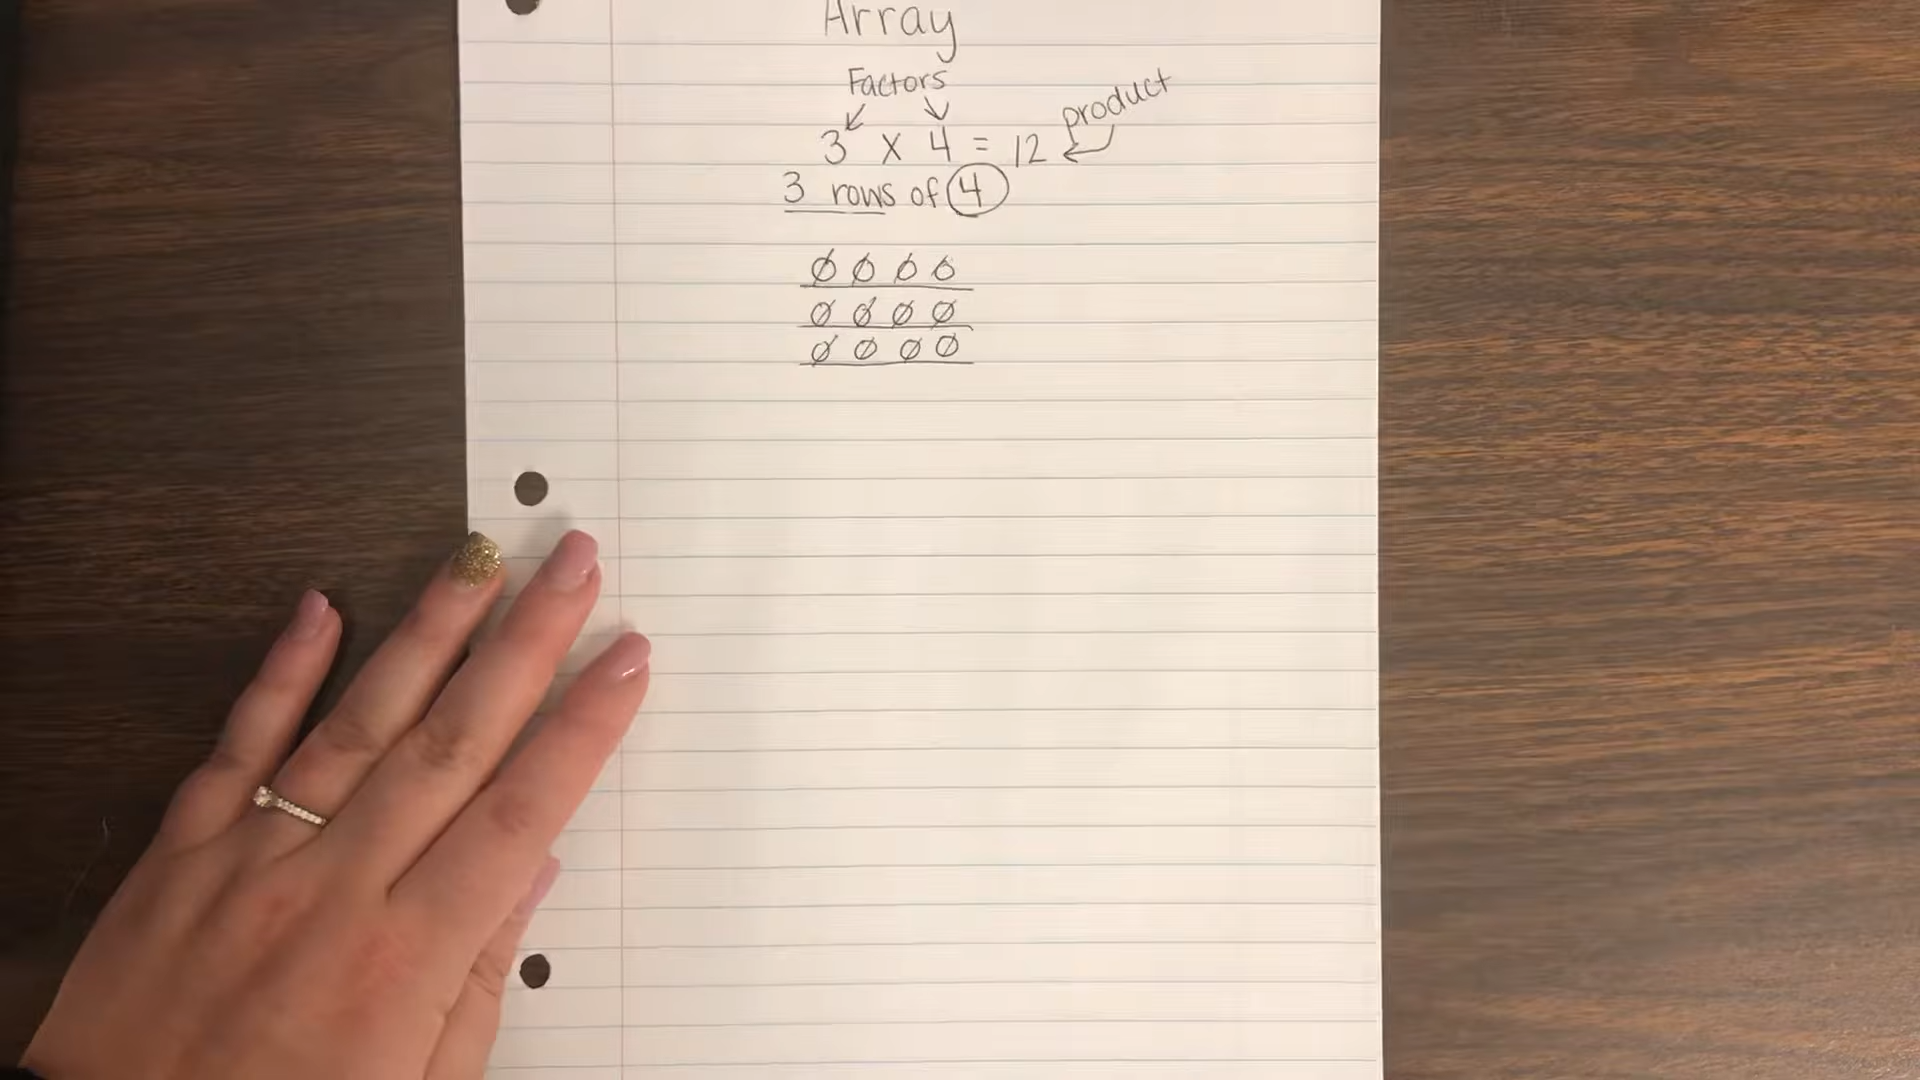 Array
Factors
product
3 x 4 = 12
3 rows of 4